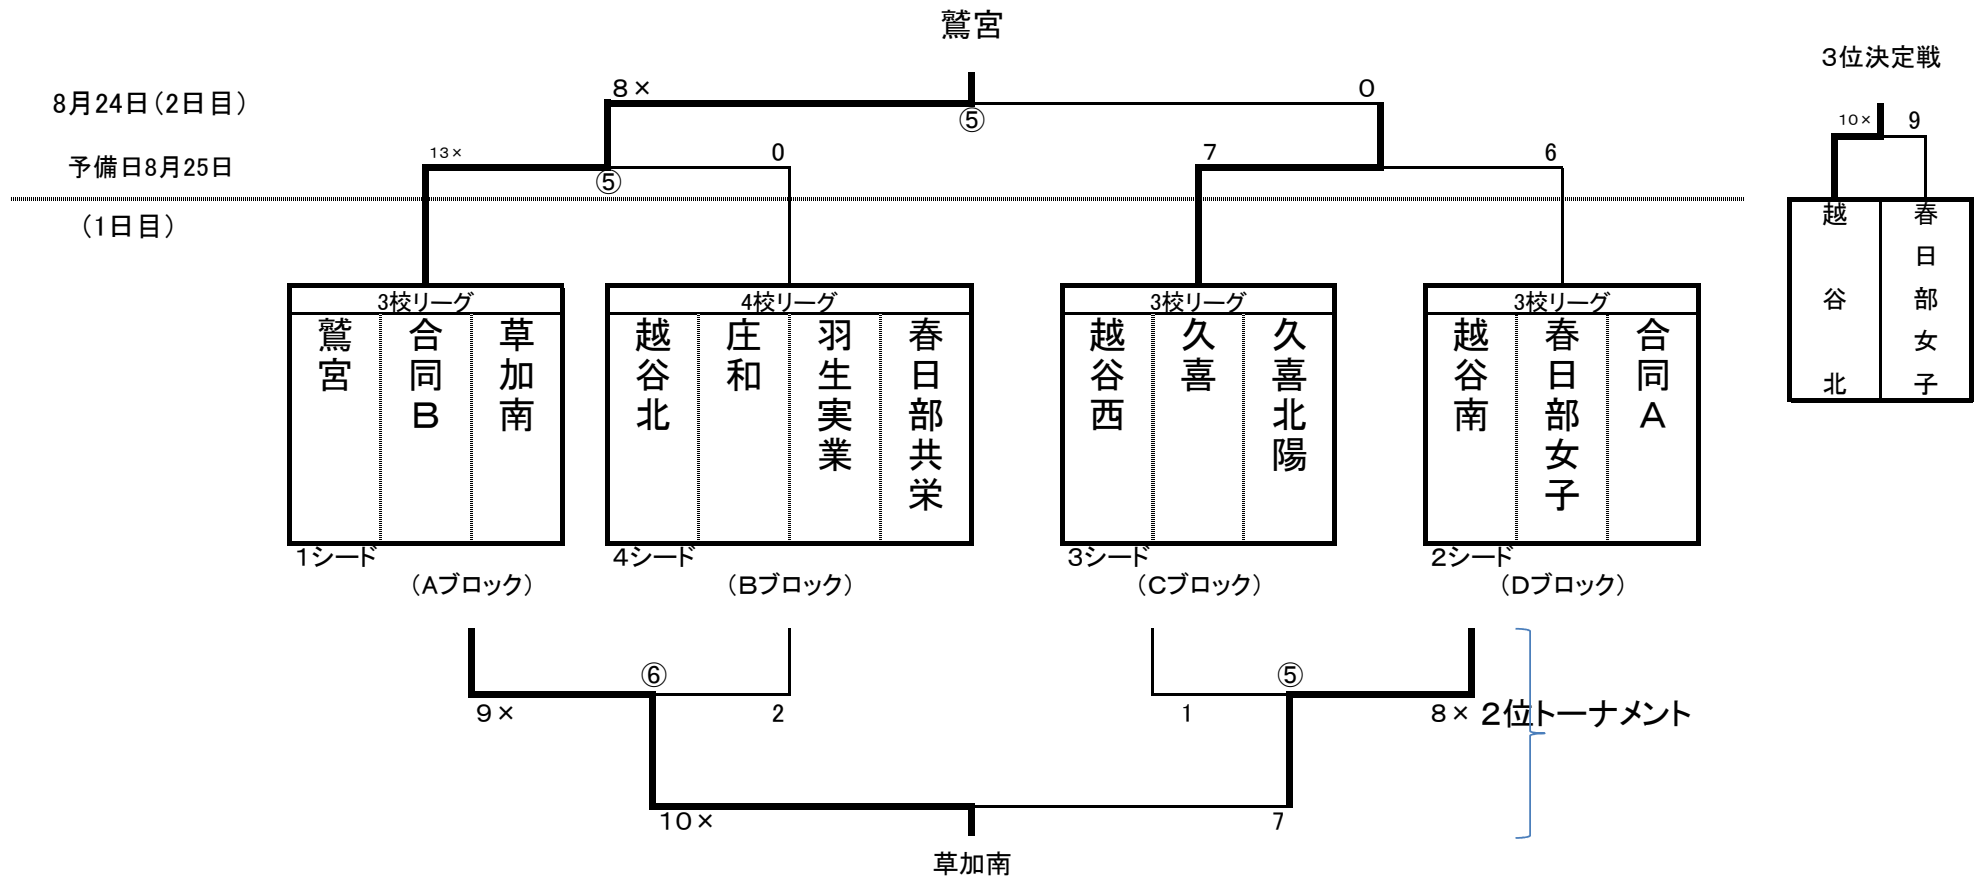 鷲宮
3位決定戦
8× 0
8月24日(2日目)
⑤
10× 9
13× 0 7 6
予備日8月25日
⑤
(1日目)
越谷北
春日部女子
3校リーグ
鷲宮
合同B
草加南
4校リーグ
越谷北
庄和
羽生実業
春日部共栄
3校リーグ
越谷西
久喜
久喜北陽
3校リーグ
越谷南
春日部女子
合同A
1シード
4シード
3シード
2シード
(Aブロック)
(Bブロック)
(Cブロック)
(Dブロック)
⑥ ⑤
9× 2 1 8×
2位トーナメント
10× 7
草加南